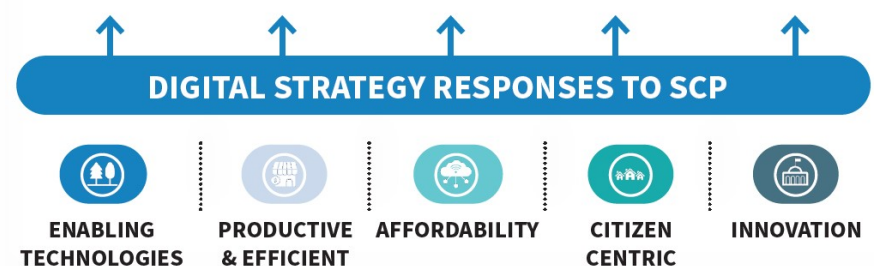 DIGITAL STRATEGY RESPONSES TO SCP
ENABLING
TECHNOLOGIES
PRODUCTIVE
& EFFICIENT
AFFORDABILITY
CITIZEN
CENTRIC
INNOVATION